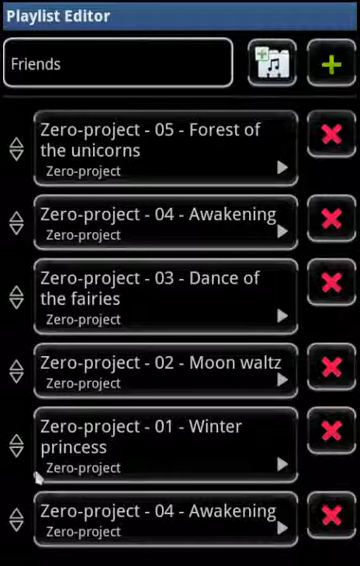 Playlist Editor
Friends
Zero-project - 05 - Forest of
the unicorns
Zero-project
Zero-project - 04 - Awakening
Zero-project
Zero-project - 03 - Dance of
the fairies
Zero-project
Zero-project - 02 - Moon waltz
Zero-project
Zero-project - 01 - Winter
princess
Zero-project
Zero-project - 04 - Awakening
Zero-project